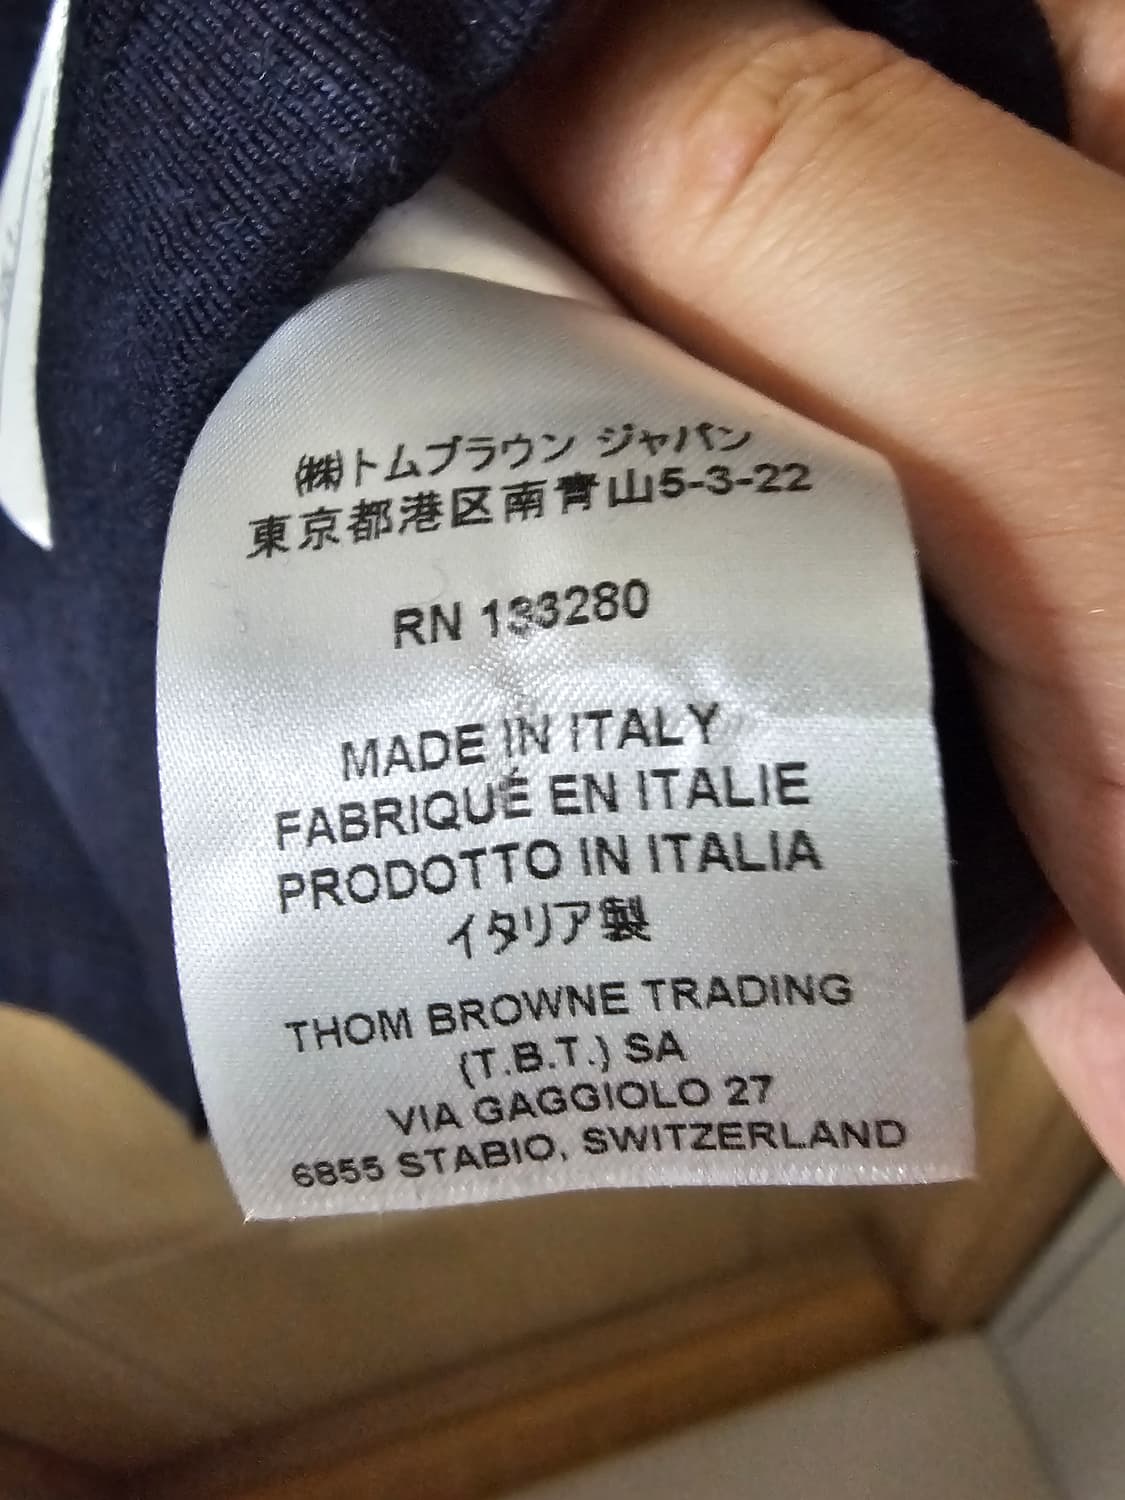 ㈱トムブラウン ジャパン
東京都港区南青山5-3-22
RN 133280
MADE IN ITALY
FABRIQUÉ EN ITALIE
PRODOTTO IN ITALIA
イタリア製
THOM BROWNE TRADING
(T.B.T.) SA
VIA GAGGIOLO 27
6855 STABIO, SWITZERLAND